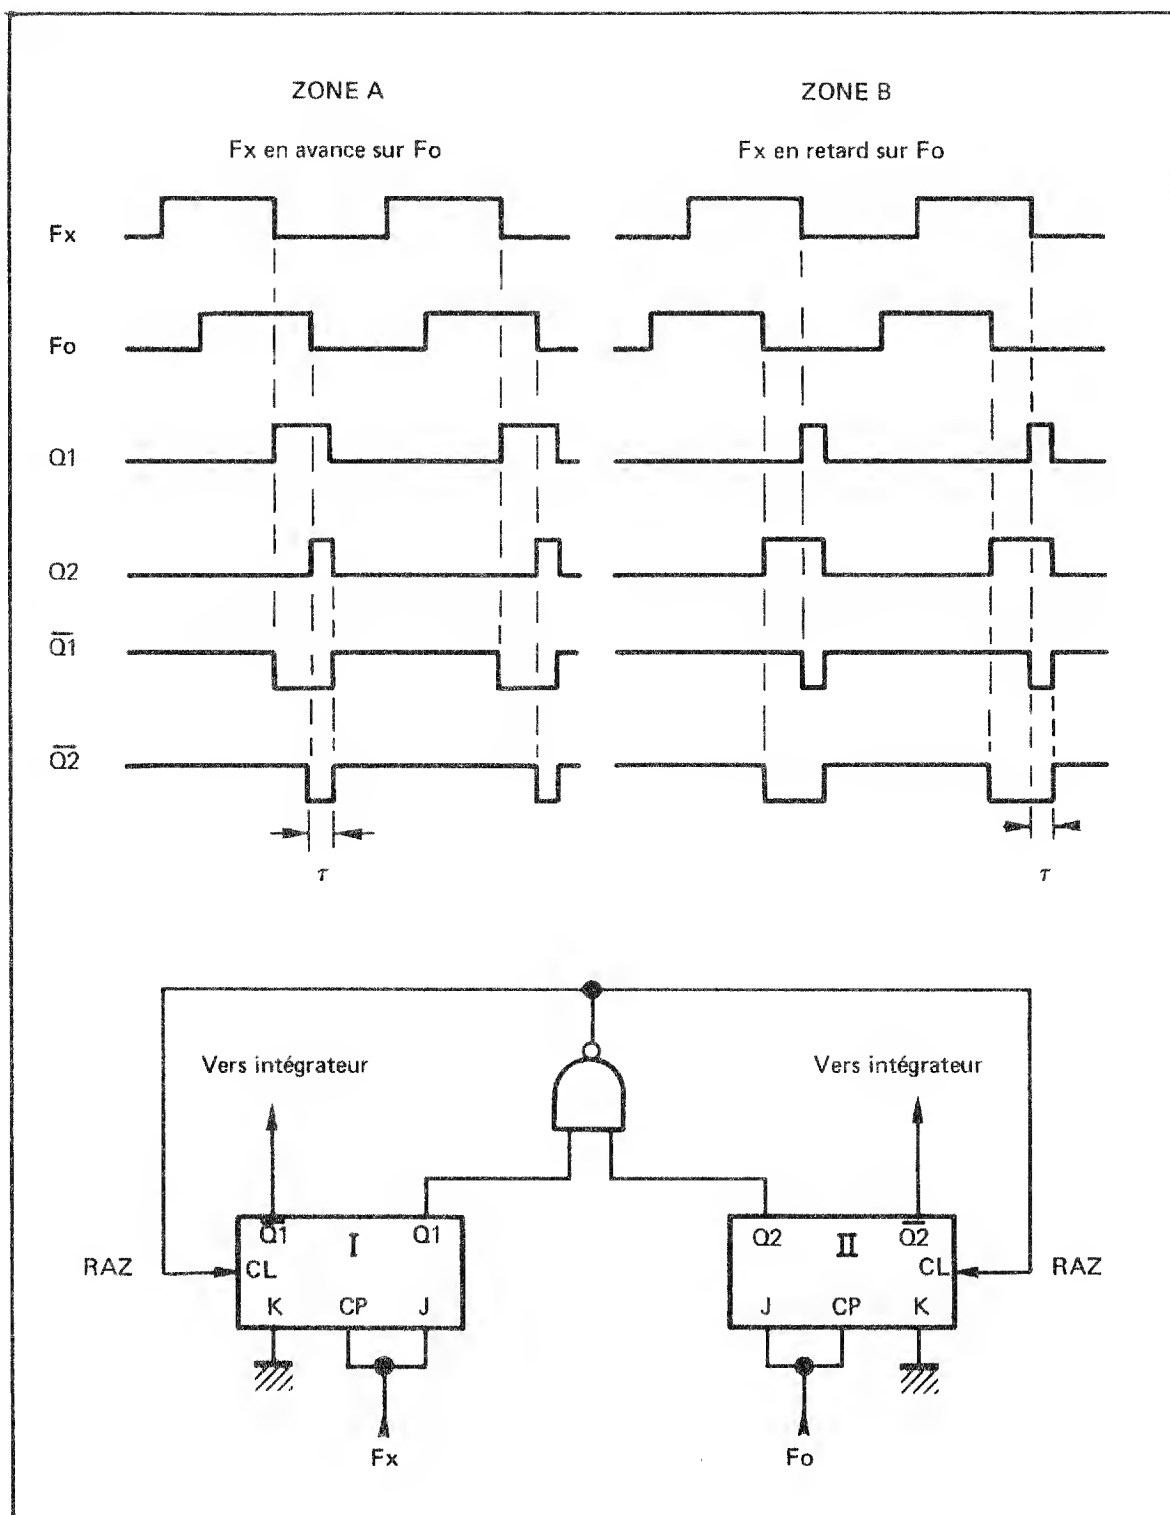 ZONE A ZONE B
Fx en avance sur Fo Fx en retard sur Fo
Fx
Fo
Q1
Q2
Q̅1
Q̅2
τ τ
Vers intégrateur Vers intégrateur
Q̅1 I Q1 Q2 II Q̅2
RAZ CL CL RAZ
K CP J J CP K
Fx Fo